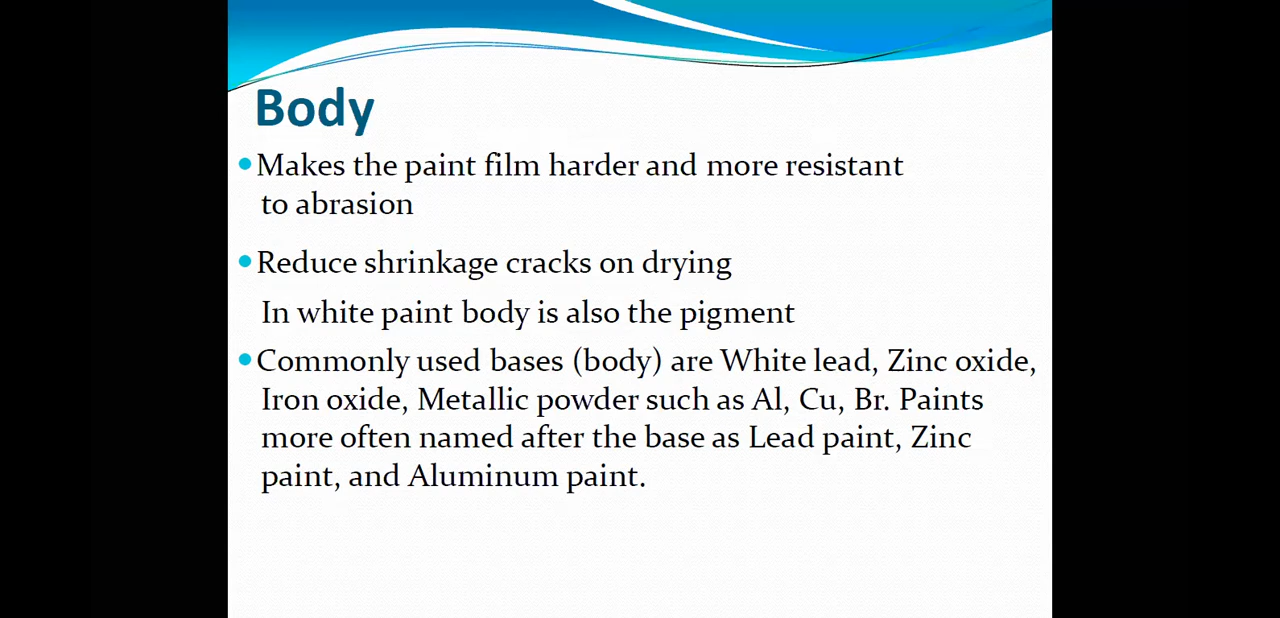 Body
Makes the paint film harder and more resistant
to abrasion
Reduce shrinkage cracks on drying
In white paint body is also the pigment
Commonly used bases (body) are White lead, Zinc oxide,
Iron oxide, Metallic powder such as Al, Cu, Br. Paints
more often named after the base as Lead paint, Zinc
paint, and Aluminum paint.